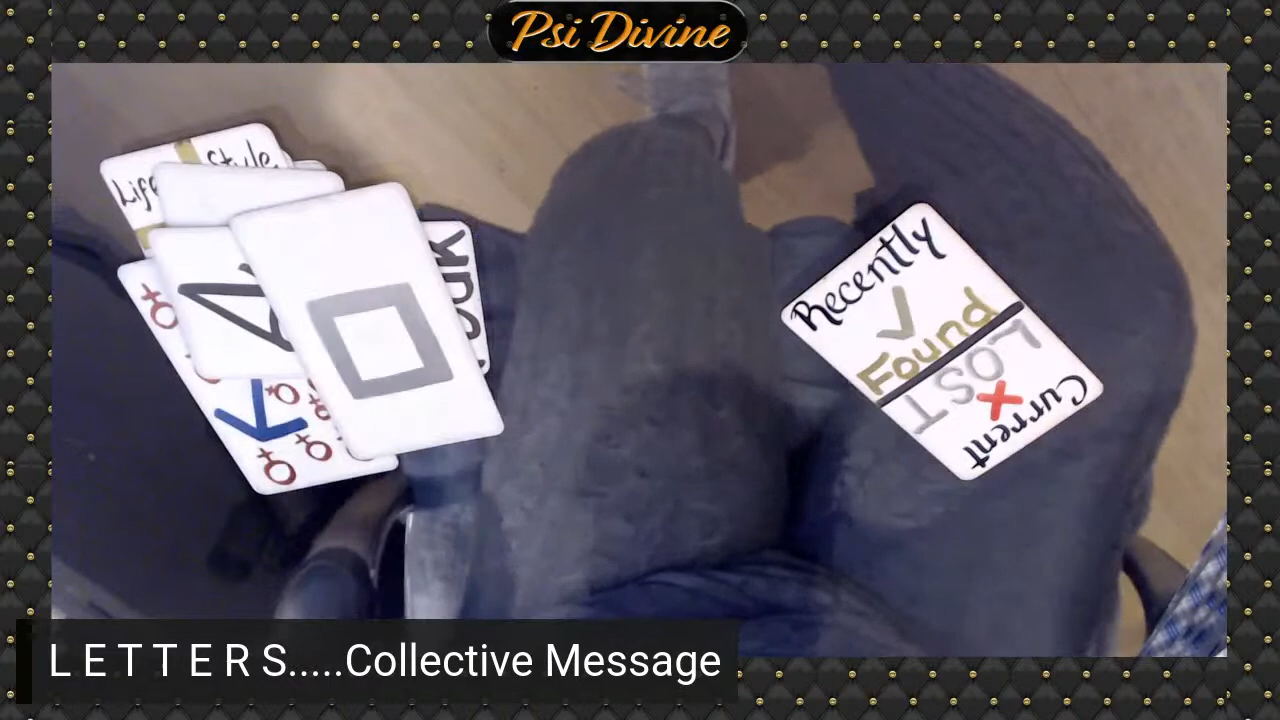 Psi Divine
Life Style
Recently
Found
LOST
Current
L E T T E R S.....Collective Message